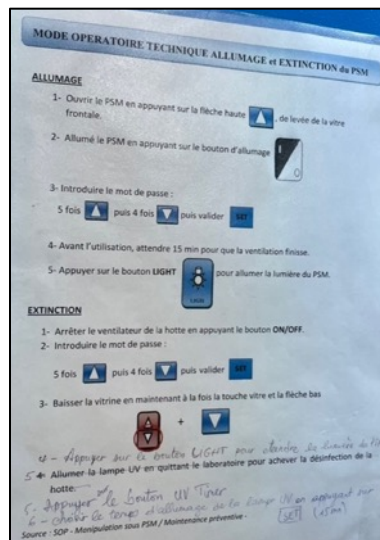 MODE OPERATOIRE TECHNIQUE ALLUMAGE et EXTINCTION du PSM
ALLUMAGE
1- Ouvrir le PSM en appuyant sur la flèche haute , de levée de la vitre
frontale.
2- Allumé le PSM en appuyant sur le bouton d'allumage
I
O
3- Introduire le mot de passe :
5 fois puis 4 fois puis valider SET
4- Avant l'utilisation, attendre 15 min pour que la ventilation finisse.
5- Appuyer sur le bouton LIGHT pour allumer la lumière du PSM.
LIGHT
EXTINCTION
1- Arrêter le ventilateur de la hotte en appuyant le bouton ON/OFF.
2- Introduire le mot de passe :
5 fois puis 4 fois puis valider SET
3- Baisser la vitrine en maintenant à la fois la touche vitre et la flèche bas
+
4 - Appuyer sur le bouton LIGHT pour éteindre la lumière du
5 4- Allumer la lampe UV en quittant le laboratoire pour achever la désinfection de la
hotte.
5 - Appuyer le bouton UV Timer
6 - choisir le temps d'allumage de la lampe UV en appuyant sur
SET (15mn)
Source : SOP - Manipulation sous PSM / Maintenance préventive -